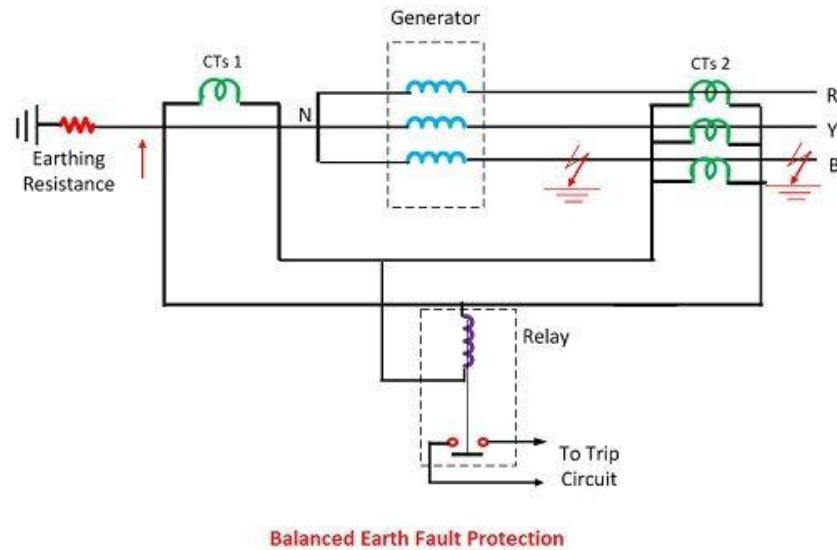 Generator
CTs 1
CTs 2
R
N
Y
Earthing
Resistance
B
Relay
To Trip
Circuit
Balanced Earth Fault Protection